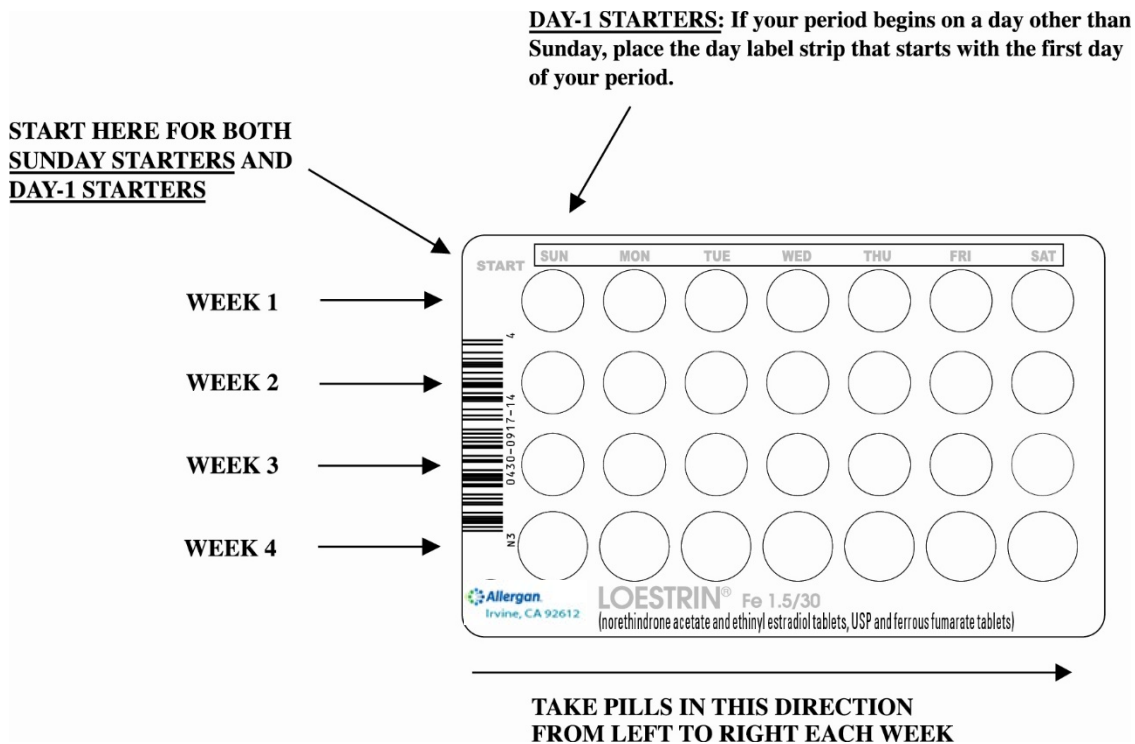 DAY-1 STARTERS: If your period begins on a day other than
Sunday, place the day label strip that starts with the first day
of your period.
START HERE FOR BOTH
SUNDAY STARTERS AND
DAY-1 STARTERS
START SUN MON TUE WED THU FRI SAT
WEEK 1
WEEK 2
WEEK 3
WEEK 4
4
0430-0917-14
N3
Allergan
Irvine, CA 92612
LOESTRIN® Fe 1.5/30
(norethindrone acetate and ethinyl estradiol tablets, USP and ferrous fumarate tablets)
TAKE PILLS IN THIS DIRECTION
FROM LEFT TO RIGHT EACH WEEK